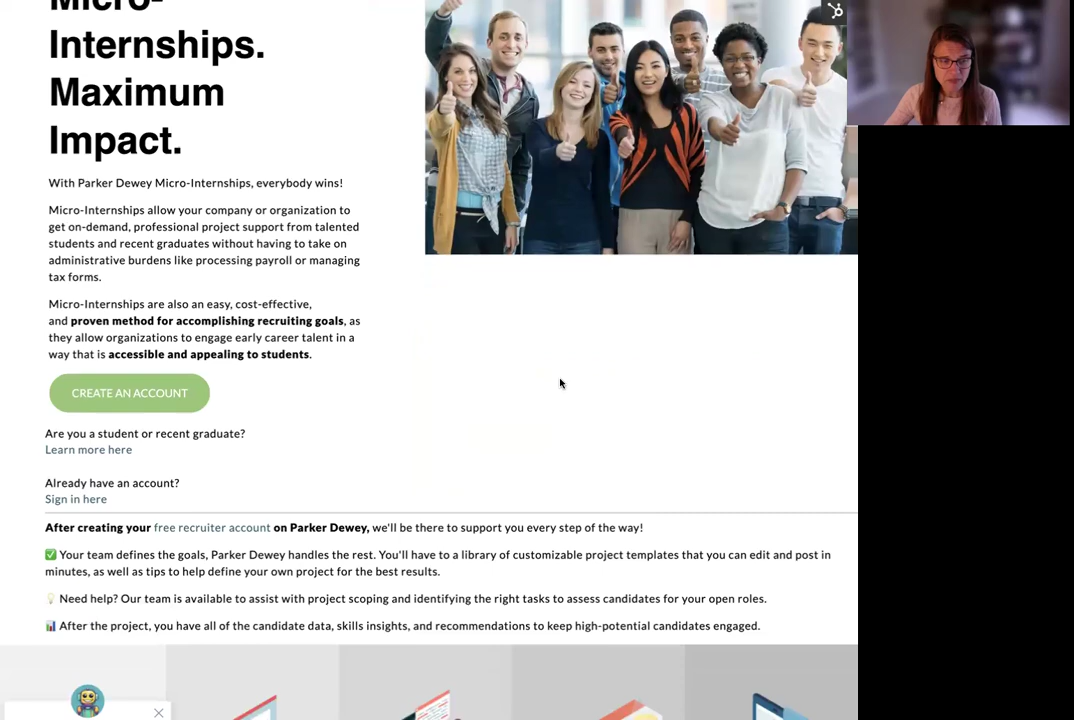 Micro-
Internships.
Maximum
Impact.
With Parker Dewey Micro-Internships, everybody wins!
Micro-Internships allow your company or organization to
get on-demand, professional project support from talented
students and recent graduates without having to take on
administrative burdens like processing payroll or managing
tax forms.
Micro-Internships are also an easy, cost-effective,
and proven method for accomplishing recruiting goals, as
they allow organizations to engage early career talent in a
way that is accessible and appealing to students.
CREATE AN ACCOUNT
Are you a student or recent graduate?
Learn more here
Already have an account?
Sign in here
After creating your free recruiter account on Parker Dewey, we'll be there to support you every step of the way!
✅ Your team defines the goals, Parker Dewey handles the rest. You'll have to a library of customizable project templates that you can edit and post in
minutes, as well as tips to help define your own project for the best results.
💡 Need help? Our team is available to assist with project scoping and identifying the right tasks to assess candidates for your open roles.
📊 After the project, you have all of the candidate data, skills insights, and recommendations to keep high-potential candidates engaged.